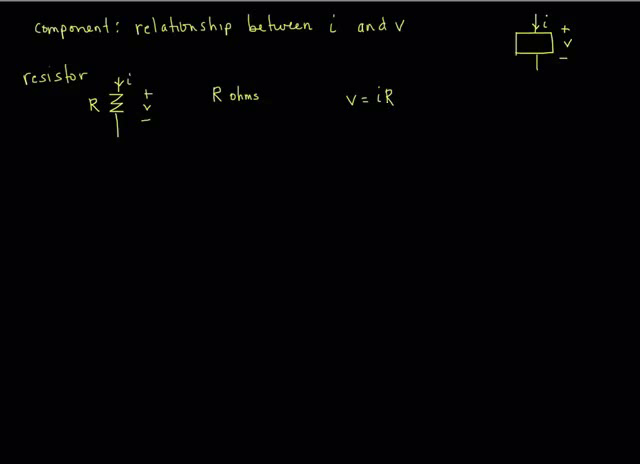 component: relationship between i and v
i
+
v
-
resistor
i
R
+
v
-
R ohms
v = iR